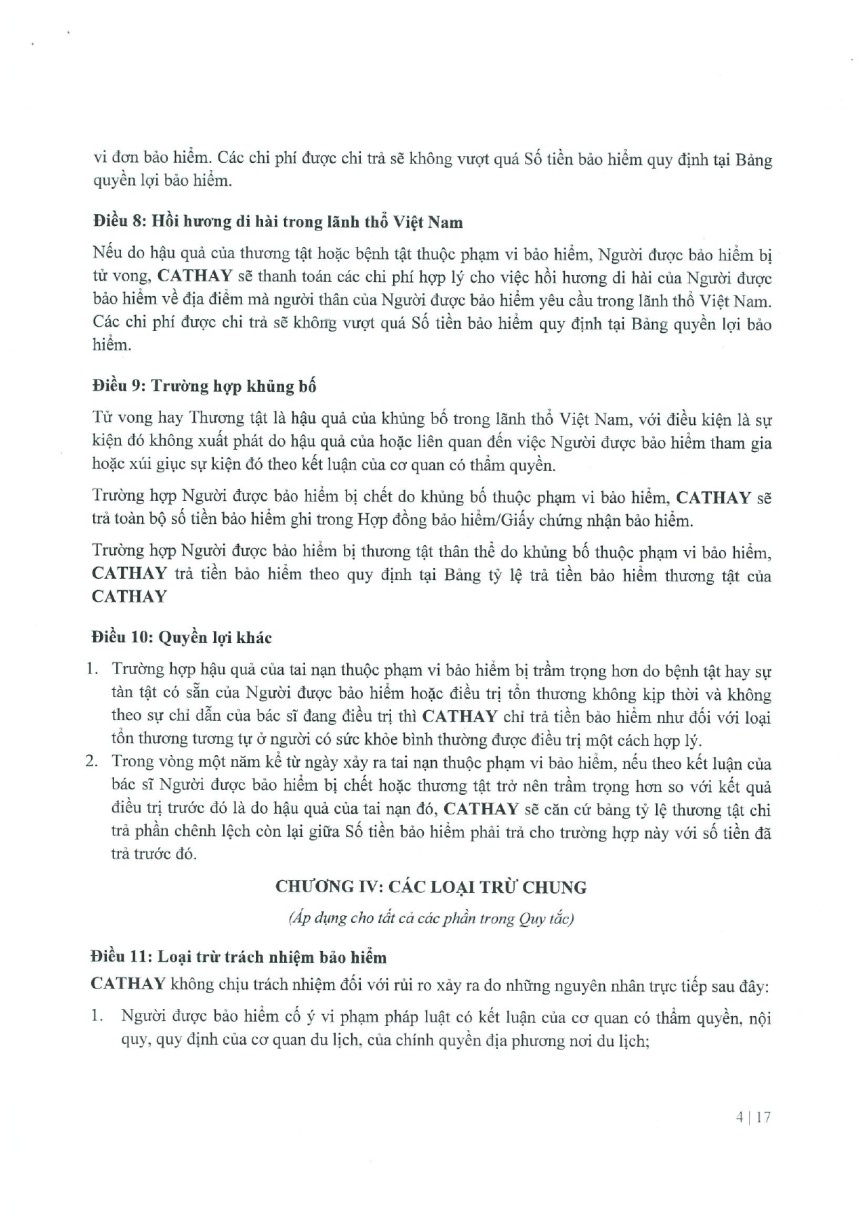 vi đơn bảo hiểm. Các chi phí được chi trả sẽ không vượt quá Số tiền bảo hiểm quy định tại Bảng
quyền lợi bảo hiểm.
Điều 8: Hồi hương di hài trong lãnh thổ Việt Nam
Nếu do hậu quả của thương tật hoặc bệnh tật thuộc phạm vi bảo hiểm, Người được bảo hiểm bị
tử vong, CATHAY sẽ thanh toán các chi phí hợp lý cho việc hồi hương di hài của Người được
bảo hiểm về địa điểm mà người thân của Người được bảo hiểm yêu cầu trong lãnh thổ Việt Nam.
Các chi phí được chi trả sẽ không vượt quá Số tiền bảo hiểm quy định tại Bảng quyền lợi bảo
hiểm.
Điều 9: Trường hợp khủng bố
Tử vong hay Thương tật là hậu quả của khủng bố trong lãnh thổ Việt Nam, với điều kiện là sự
kiện đó không xuất phát do hậu quả của hoặc liên quan đến việc Người được bảo hiểm tham gia
hoặc xúi giục sự kiện đó theo kết luận của cơ quan có thẩm quyền.
Trường hợp Người được bảo hiểm bị chết do khủng bố thuộc phạm vi bảo hiểm, CATHAY sẽ
trả toàn bộ số tiền bảo hiểm ghi trong Hợp đồng bảo hiểm/Giấy chứng nhận bảo hiểm.
Trường hợp Người được bảo hiểm bị thương tật thân thể do khủng bố thuộc phạm vi bảo hiểm,
CATHAY trả tiền bảo hiểm theo quy định tại Bảng tỷ lệ trả tiền bảo hiểm thương tật của
CATHAY
Điều 10: Quyền lợi khác
1. Trường hợp hậu quả của tai nạn thuộc phạm vi bảo hiểm bị trầm trọng hơn do bệnh tật hay sự
tàn tật có sẵn của Người được bảo hiểm hoặc điều trị tổn thương không kịp thời và không
theo sự chỉ dẫn của bác sĩ đang điều trị thì CATHAY chỉ trả tiền bảo hiểm như đối với loại
tổn thương tương tự ở người có sức khỏe bình thường được điều trị một cách hợp lý.
2. Trong vòng một năm kể từ ngày xảy ra tai nạn thuộc phạm vi bảo hiểm, nếu theo kết luận của
bác sĩ Người được bảo hiểm bị chết hoặc thương tật trở nên trầm trọng hơn so với kết quả
điều trị trước đó là do hậu quả của tai nạn đó, CATHAY sẽ căn cứ bảng tỷ lệ thương tật chi
trả phần chênh lệch còn lại giữa Số tiền bảo hiểm phải trả cho trường hợp này với số tiền đã
trả trước đó.
CHƯƠNG IV: CÁC LOẠI TRỪ CHUNG
(Áp dụng cho tất cả các phần trong Quy tắc)
Điều 11: Loại trừ trách nhiệm bảo hiểm
CATHAY không chịu trách nhiệm đối với rủi ro xảy ra do những nguyên nhân trực tiếp sau đây:
1. Người được bảo hiểm cố ý vi phạm pháp luật có kết luận của cơ quan có thẩm quyền, nội
quy, quy định của cơ quan du lịch, của chính quyền địa phương nơi du lịch;
4 | 17